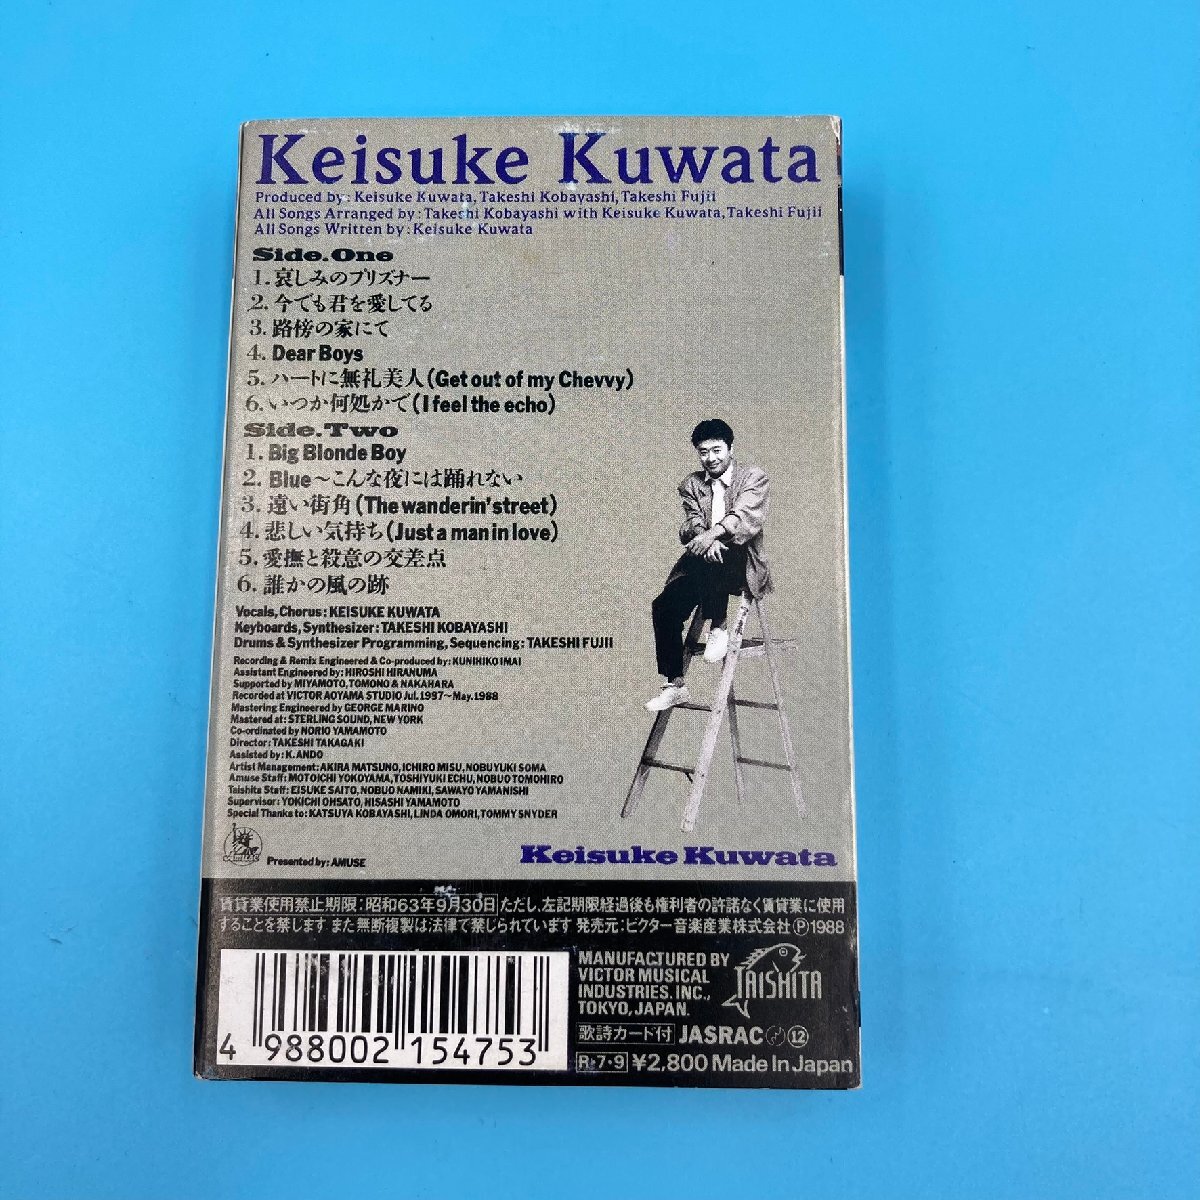 Keisuke Kuwata
Produced by: Keisuke Kuwata, Takeshi Kobayashi, Takeshi Fujii
All Songs Arranged by: Takeshi Kobayashi with Keisuke Kuwata, Takeshi Fujii
All Songs Written by: Keisuke Kuwata
Side.One
1. 哀しみのプリズナー
2. 今でも君を愛してる
3. 路傍の家にて
4. Dear Boys
5. ハートに無礼美人(Get out of my Chevvy)
6. いつか何処かで(I feel the echo)
Side.Two
1. Big Blonde Boy
2. Blue～こんな夜には踊れない
3. 遠い街角(The wanderin' street)
4. 悲しい気持ち(Just a man in love)
5. 愛撫と殺意の交差点
6. 誰かの風の跡
Vocals, Chorus: KEISUKE KUWATA
Keyboards, Synthesizer: TAKESHI KOBAYASHI
Drums & Synthesizer Programming, Sequencing: TAKESHI FUJII
Recording & Remix Engineered & Co-produced by: KUNIHIKO IMAI
Assistant Engineered by: HIROSHI HIRANUMA
Supported by MIYAMOTO, TOMONO & NAKAHARA
Recorded at VICTOR AOYAMA STUDIO Jul. 1997～May. 1988
Mastering Engineered by GEORGE MARINO
Mastered at: STERLING SOUND, NEW YORK
Co-ordinated by NORIO YAMAMOTO
Director: TAKESHI TAKAGAKI
Assisted by: K. ANDO
Artist Management: AKIRA MATSUNO, ICHIRO MISU, NOBUYUKI SOMA
Amuse Staff: MOTOICHI YOKOYAMA, TOSHIYUKI ECHU, NOBUO TOMOHIRO
Taishita Staff: EISUKE SAITO, NOBUO NAMIKI, SAWAYO YAMANISHI
Supervisor: YOKICHI OHSATO, HISASHI YAMAMOTO
Special Thanks to: KATSUYA KOBAYASHI, LINDA OMORI, TOMMY SNYDER
Presented by: AMUSE
Keisuke Kuwata
賃貸業使用禁止期限:昭和63年9月30日 ただし、左記期限経過後も権利者の許諾なく賃貸業に使用
することを禁じます また無断複製は法律で禁じられています 発売元:ビクター音楽産業株式会社 Ⓟ1988
MANUFACTURED BY
VICTOR MUSICAL
INDUSTRIES, INC.,
TOKYO, JAPAN.
TAISHITA
歌詩カード付 JASRAC ⑫
R-7・9 ¥2,800 Made In Japan
4 988002 154753